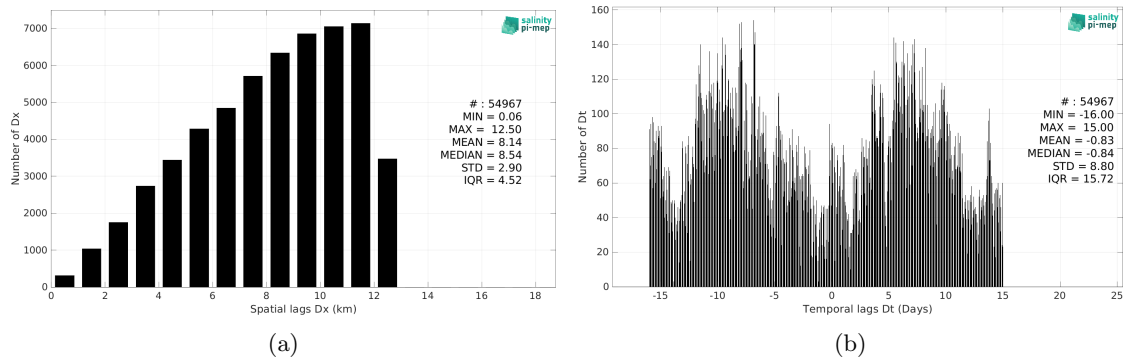 salinity
pi-mep
Number of Dx
7000
6000
5000
4000
3000
2000
1000
0
# : 54967
MIN = 0.06
MAX = 12.50
MEAN = 8.14
MEDIAN = 8.54
STD = 2.90
IQR = 4.52
0 2 4 6 8 10 12 14 16 18
Spatial lags Dx (km)
(a)
salinity
pi-mep
Number of Dt
160
140
120
100
80
60
40
20
0
# : 54967
MIN = -16.00
MAX = 15.00
MEAN = -0.83
MEDIAN = -0.84
STD = 8.80
IQR = 15.72
-15 -10 -5 0 5 10 15 20 25
Temporal lags Dt (Days)
(b)